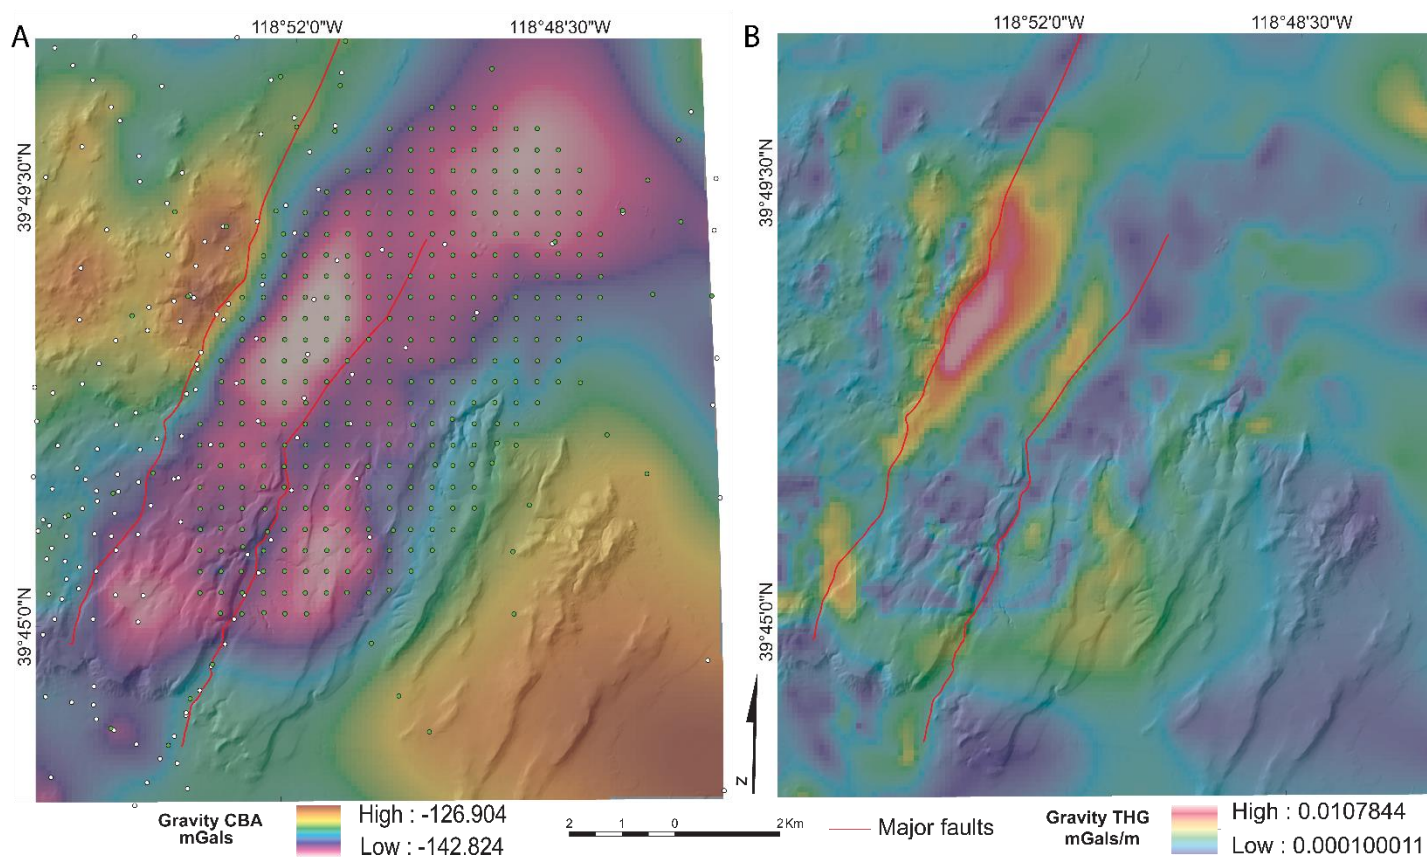 A
118°52'0"W
118°48'30"W
39°49'30"N
39°45'0"N
B
118°52'0"W
118°48'30"W
39°49'30"N
39°45'0"N
N
Gravity CBA
mGals
High : -126.904
Low : -142.824
2 1 0 2 Km
Major faults
Gravity THG
mGals/m
High : 0.0107844
Low : 0.000100011